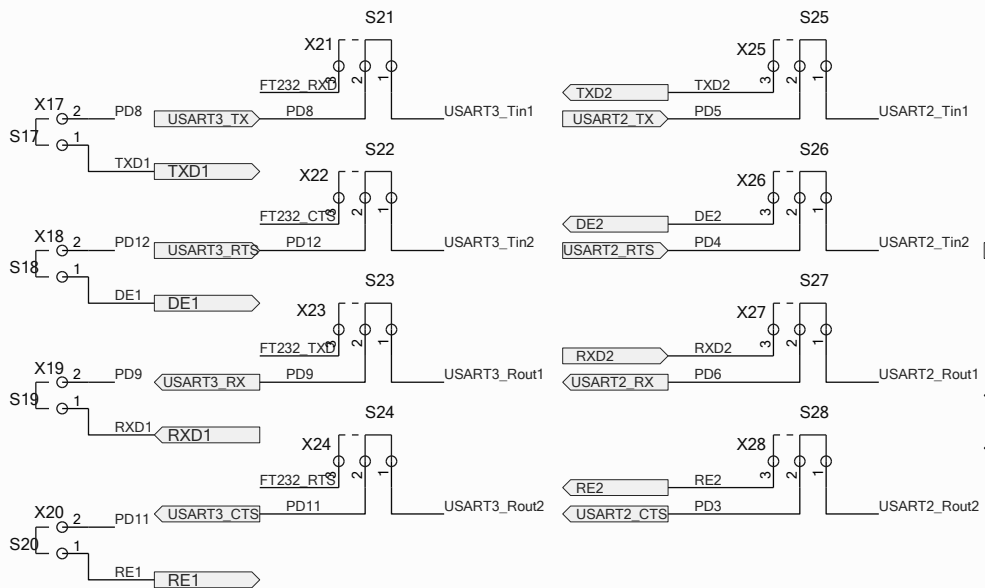 S21
X21
3 2 1
FT232_RXD
X17 2 PD8 USART3_TX PD8 USART3_Tin1
S17 1
TXD1 TXD1
S22
X22
3 2 1
FT232_CTS
X18 2 PD12 USART3_RTS PD12 USART3_Tin2
S18 1
DE1 DE1
S23
X23
3 2 1
FT232_TXD
X19 2 PD9 USART3_RX PD9 USART3_Rout1
S19 1
RXD1 RXD1
S24
X24
3 2 1
FT232_RTS
X20 2 PD11 USART3_CTS PD11 USART3_Rout2
S20 1
RE1 RE1
S25
X25
3 2 1
TXD2 TXD2
USART2_TX PD5 USART2_Tin1
S26
X26
3 2 1
DE2 DE2
USART2_RTS PD4 USART2_Tin2
S27
X27
3 2 1
RXD2 RXD2
USART2_RX PD6 USART2_Rout1
S28
X28
3 2 1
RE2 RE2
USART2_CTS PD3 USART2_Rout2